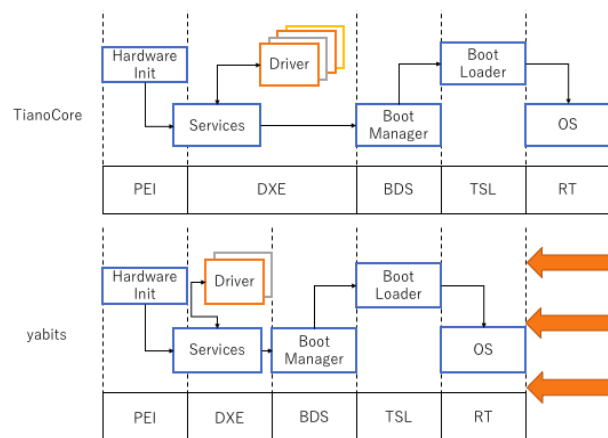 Hardware
Init
Driver
Boot
Loader
TianoCore
Services
Boot
Manager
OS
PEI
DXE
BDS
TSL
RT
Hardware
Init
Driver
Boot
Loader
yabits
Services
Boot
Manager
OS
PEI
DXE
BDS
TSL
RT